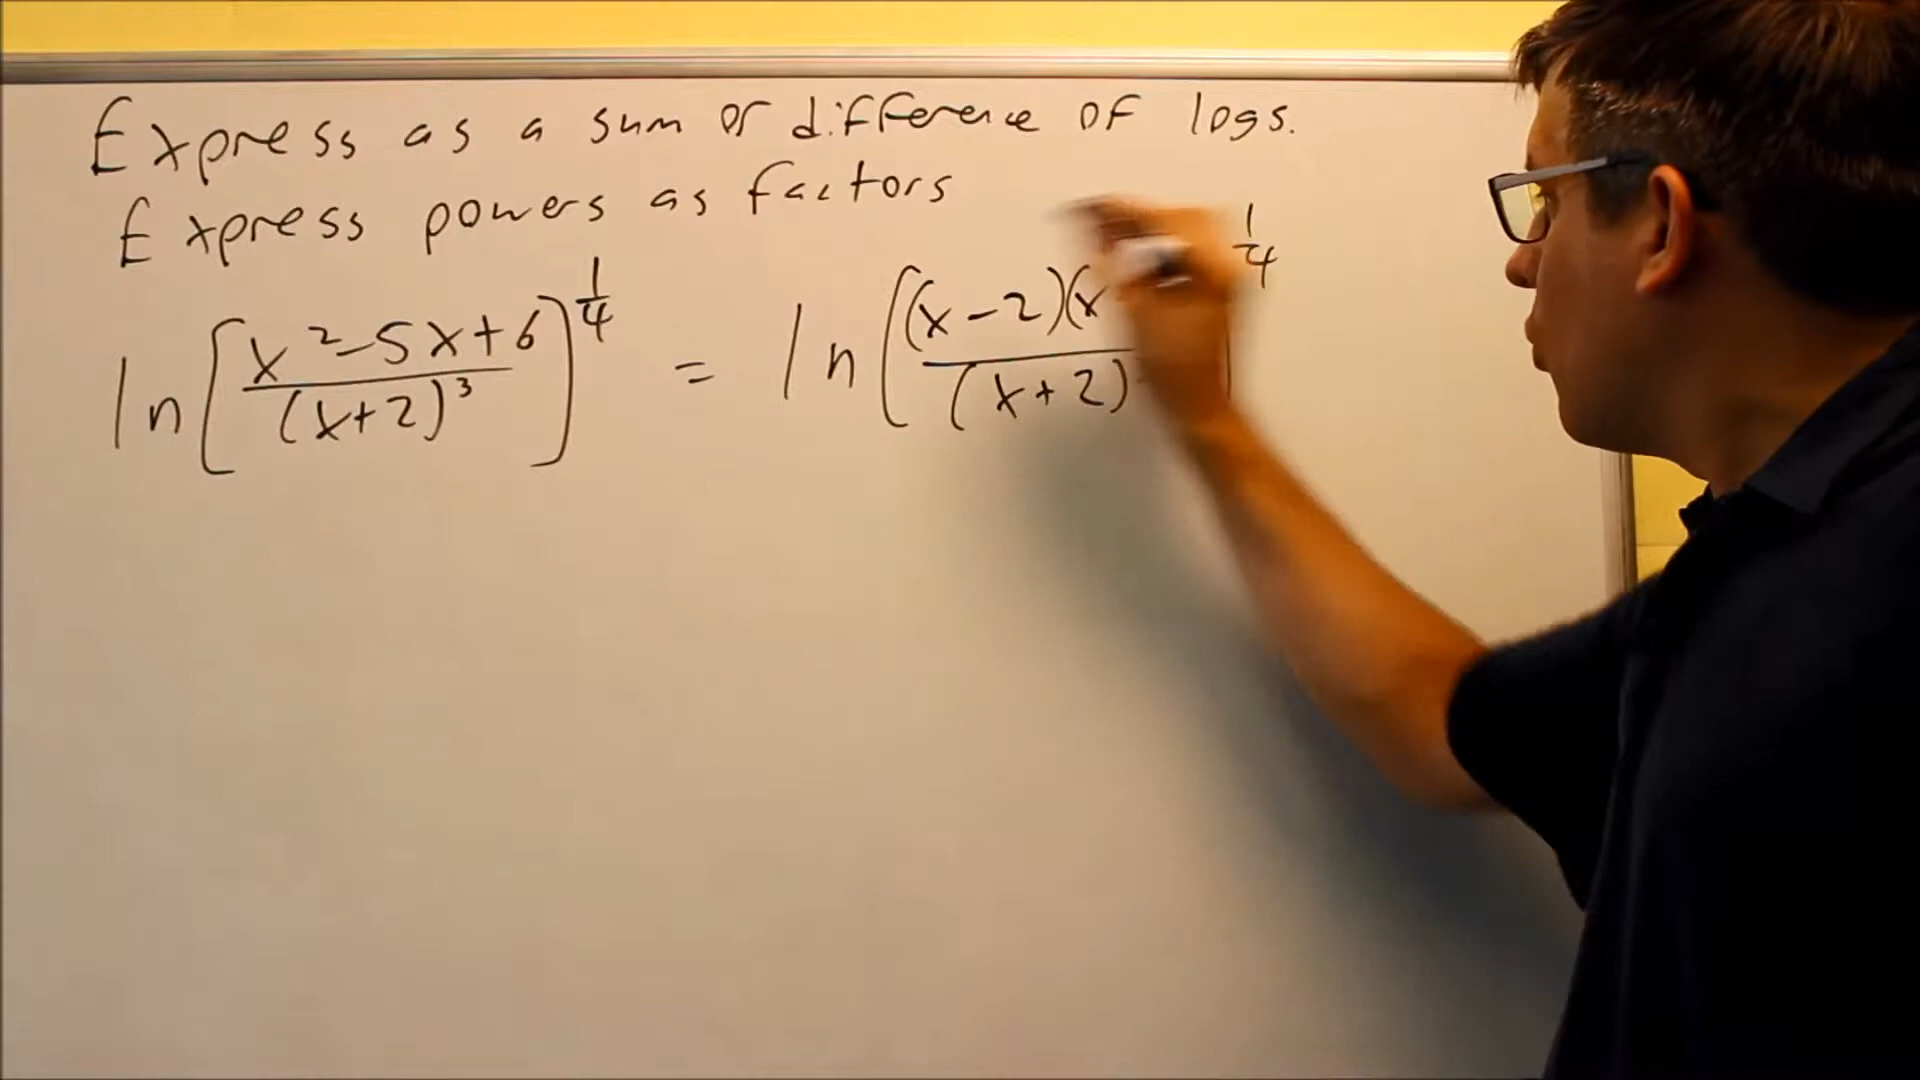 Express as a sum or difference of logs.
Express powers as factors
ln[(x²-5x+6)/(x+2)³]^(1/4) = ln[(x-2)(x /(x+2) ]^(1/4)